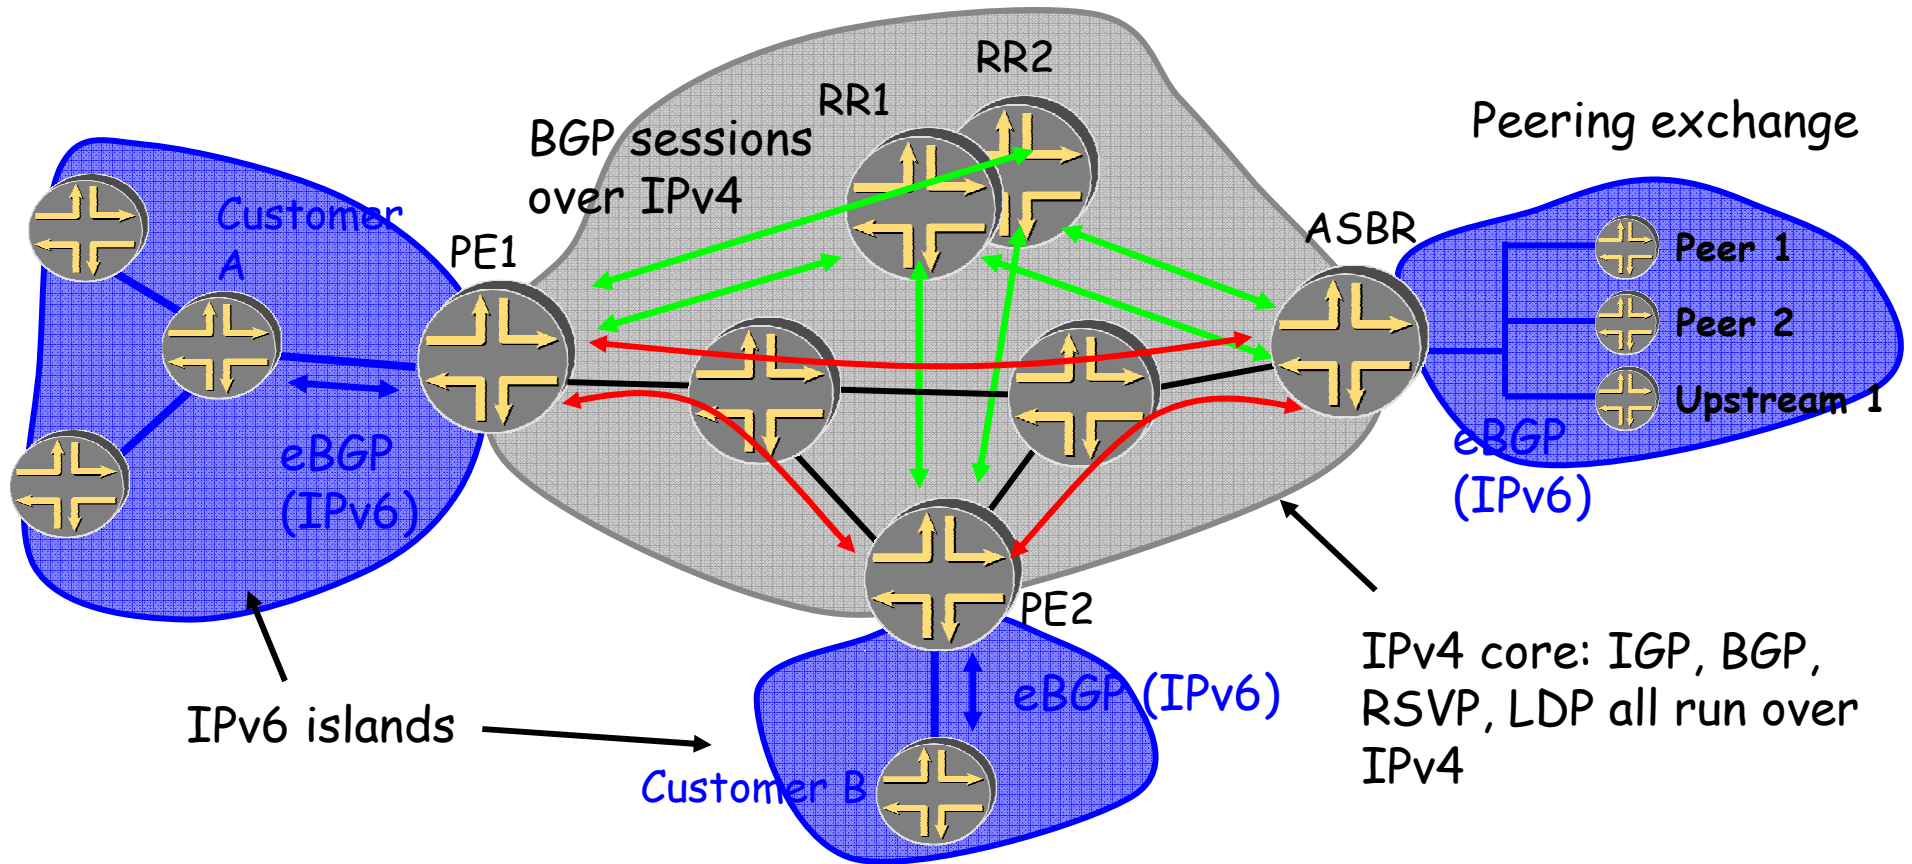 RR2
RR1
BGP sessions
over IPv4
Peering exchange
Customer
A
PE1
ASBR
Peer 1
Peer 2
Upstream 1
eBGP
(IPv6)
eBGP
(IPv6)
PE2
IPv4 core: IGP, BGP,
RSVP, LDP all run over
IPv4
eBGP (IPv6)
IPv6 islands
Customer B